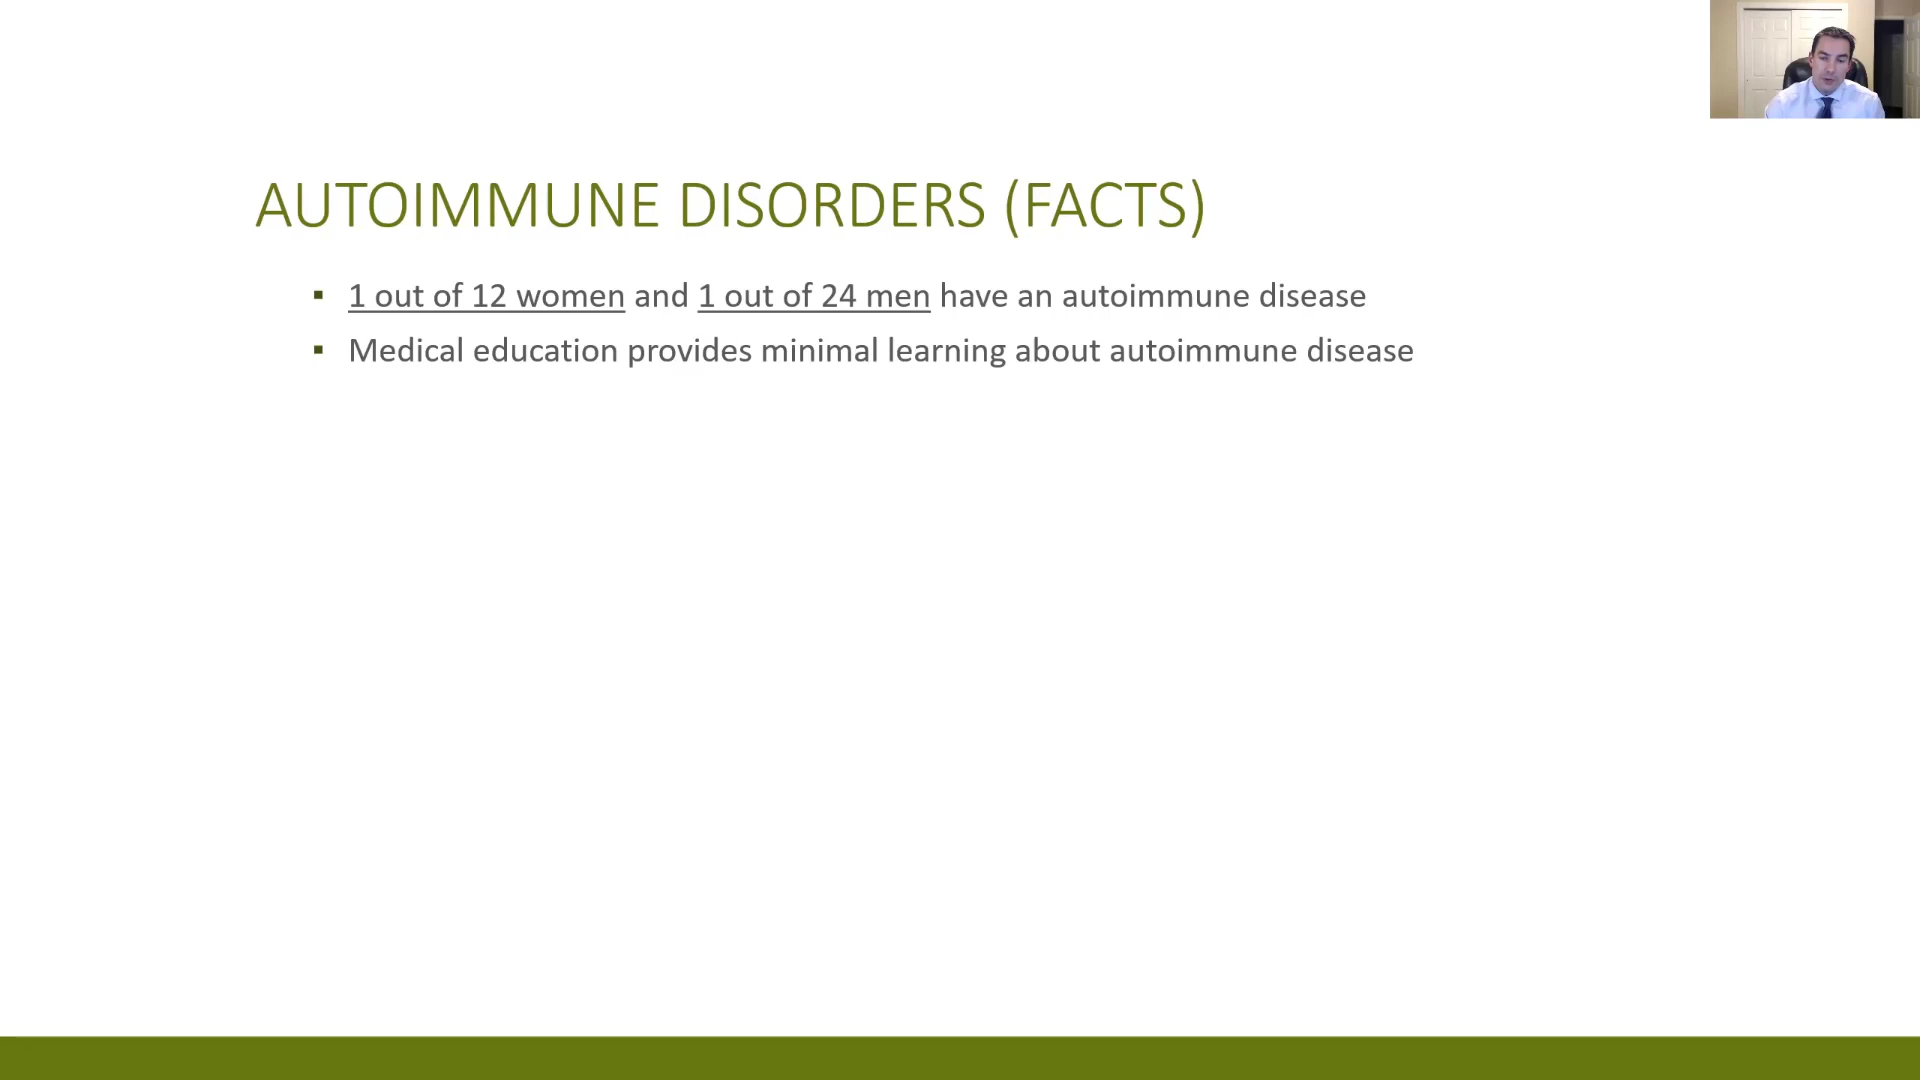 AUTOIMMUNE DISORDERS (FACTS)
▪ 1 out of 12 women and 1 out of 24 men have an autoimmune disease
▪ Medical education provides minimal learning about autoimmune disease